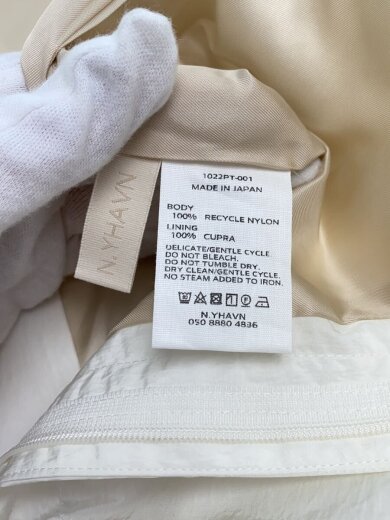 1022PT-001
MADE IN JAPAN
BODY
100% RECYCLE NYLON
LINING
100% CUPRA
DELICATE/GENTLE CYCLE
DO NOT BLEACH.
DO NOT TUMBLE DRY.
DRY CLEAN/GENTLE CYCLE.
NO STEAM ADDED TO IRON.
N.YHAVN
050 8880 4836
N.YHAVN